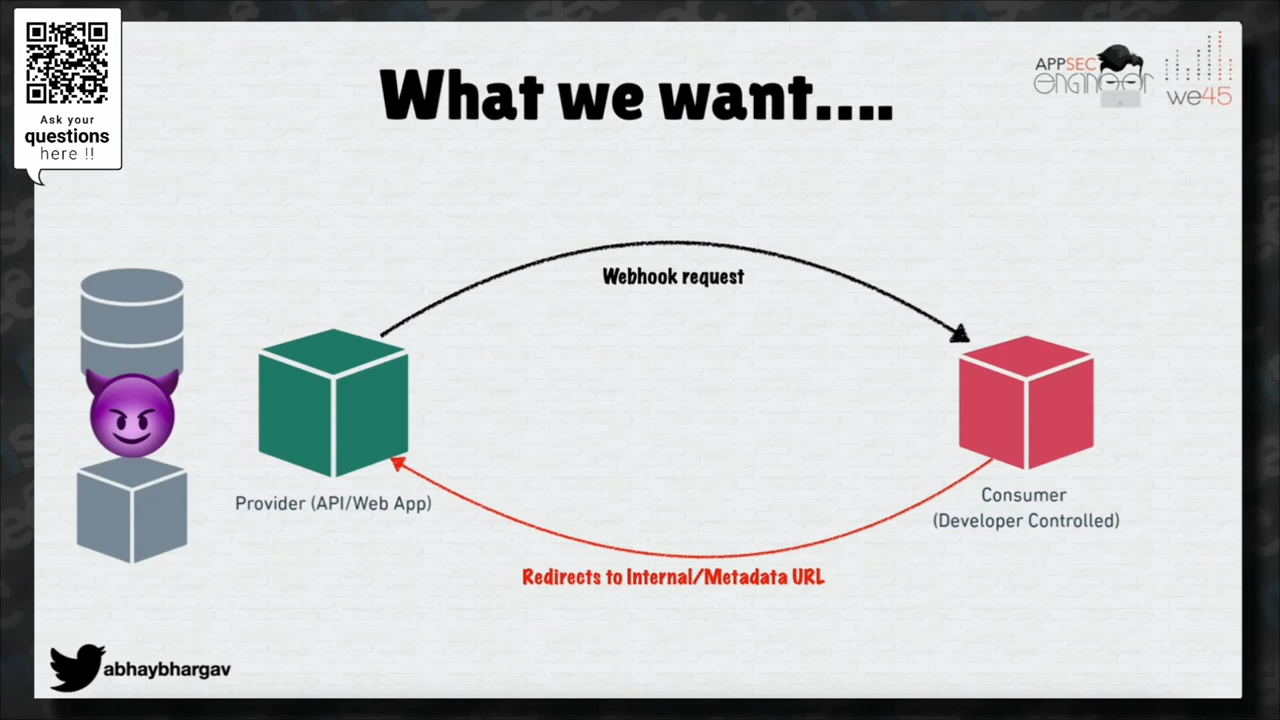 Ask your
questions
here !!
What we want....
APPSEC
engineer
we45
Webhook request
Provider (API/Web App)
Consumer
(Developer Controlled)
Redirects to Internal/Metadata URL
abhaybhargav